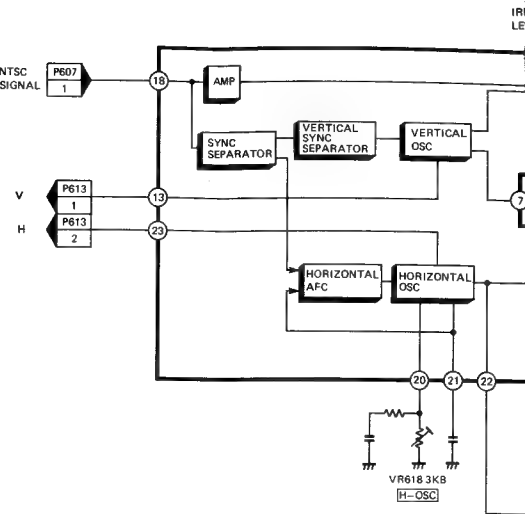 IR
LE
NTSC
SIGNAL
P607
1
18
AMP
SYNC
SEPARATOR
VERTICAL
SYNC
SEPARATOR
VERTICAL
OSC
V
P613
1
13
7
H
P613
2
23
HORIZONTAL
AFC
HORIZONTAL
OSC
20
21
22
VR618 3KB
H-OSC